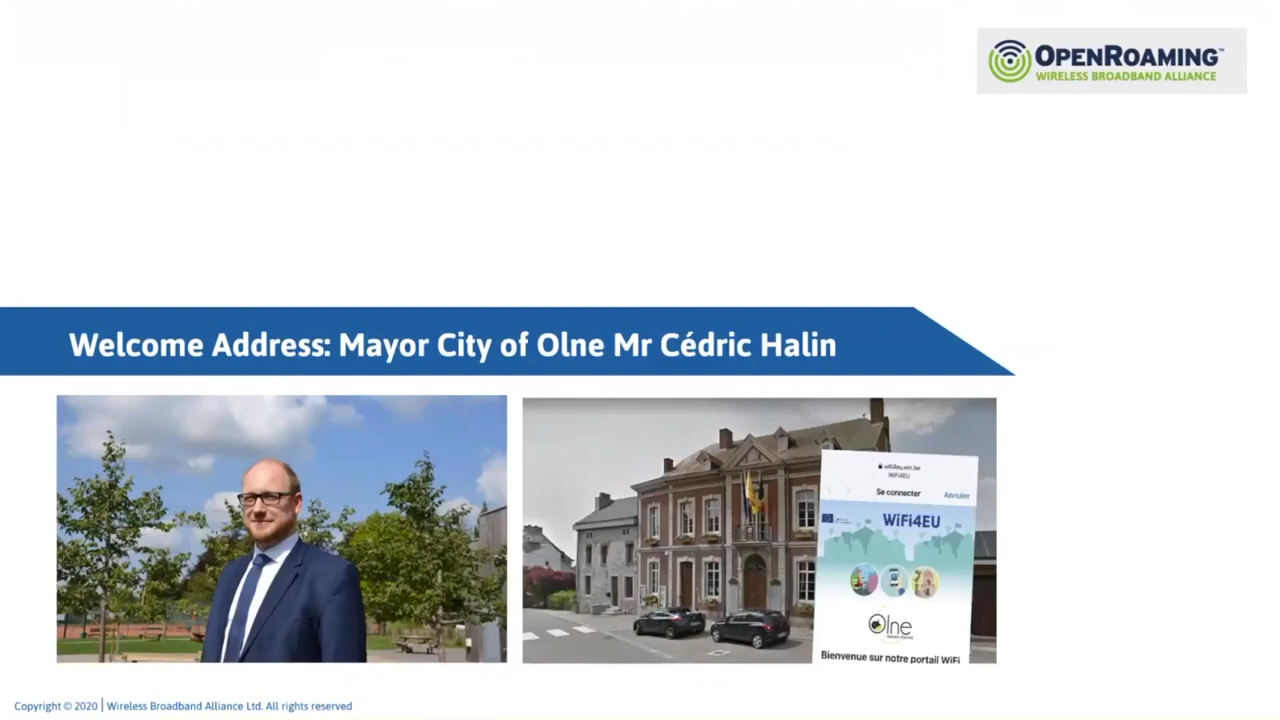 OPENROAMING™
WIRELESS BROADBAND ALLIANCE
Welcome Address: Mayor City of Olne Mr Cédric Halin
WiFi4EU
Se connecter
Annuler
WiFi4EU
Olne
Bienvenue sur notre portail WiFi
Copyright © 2020 | Wireless Broadband Alliance Ltd. All rights reserved